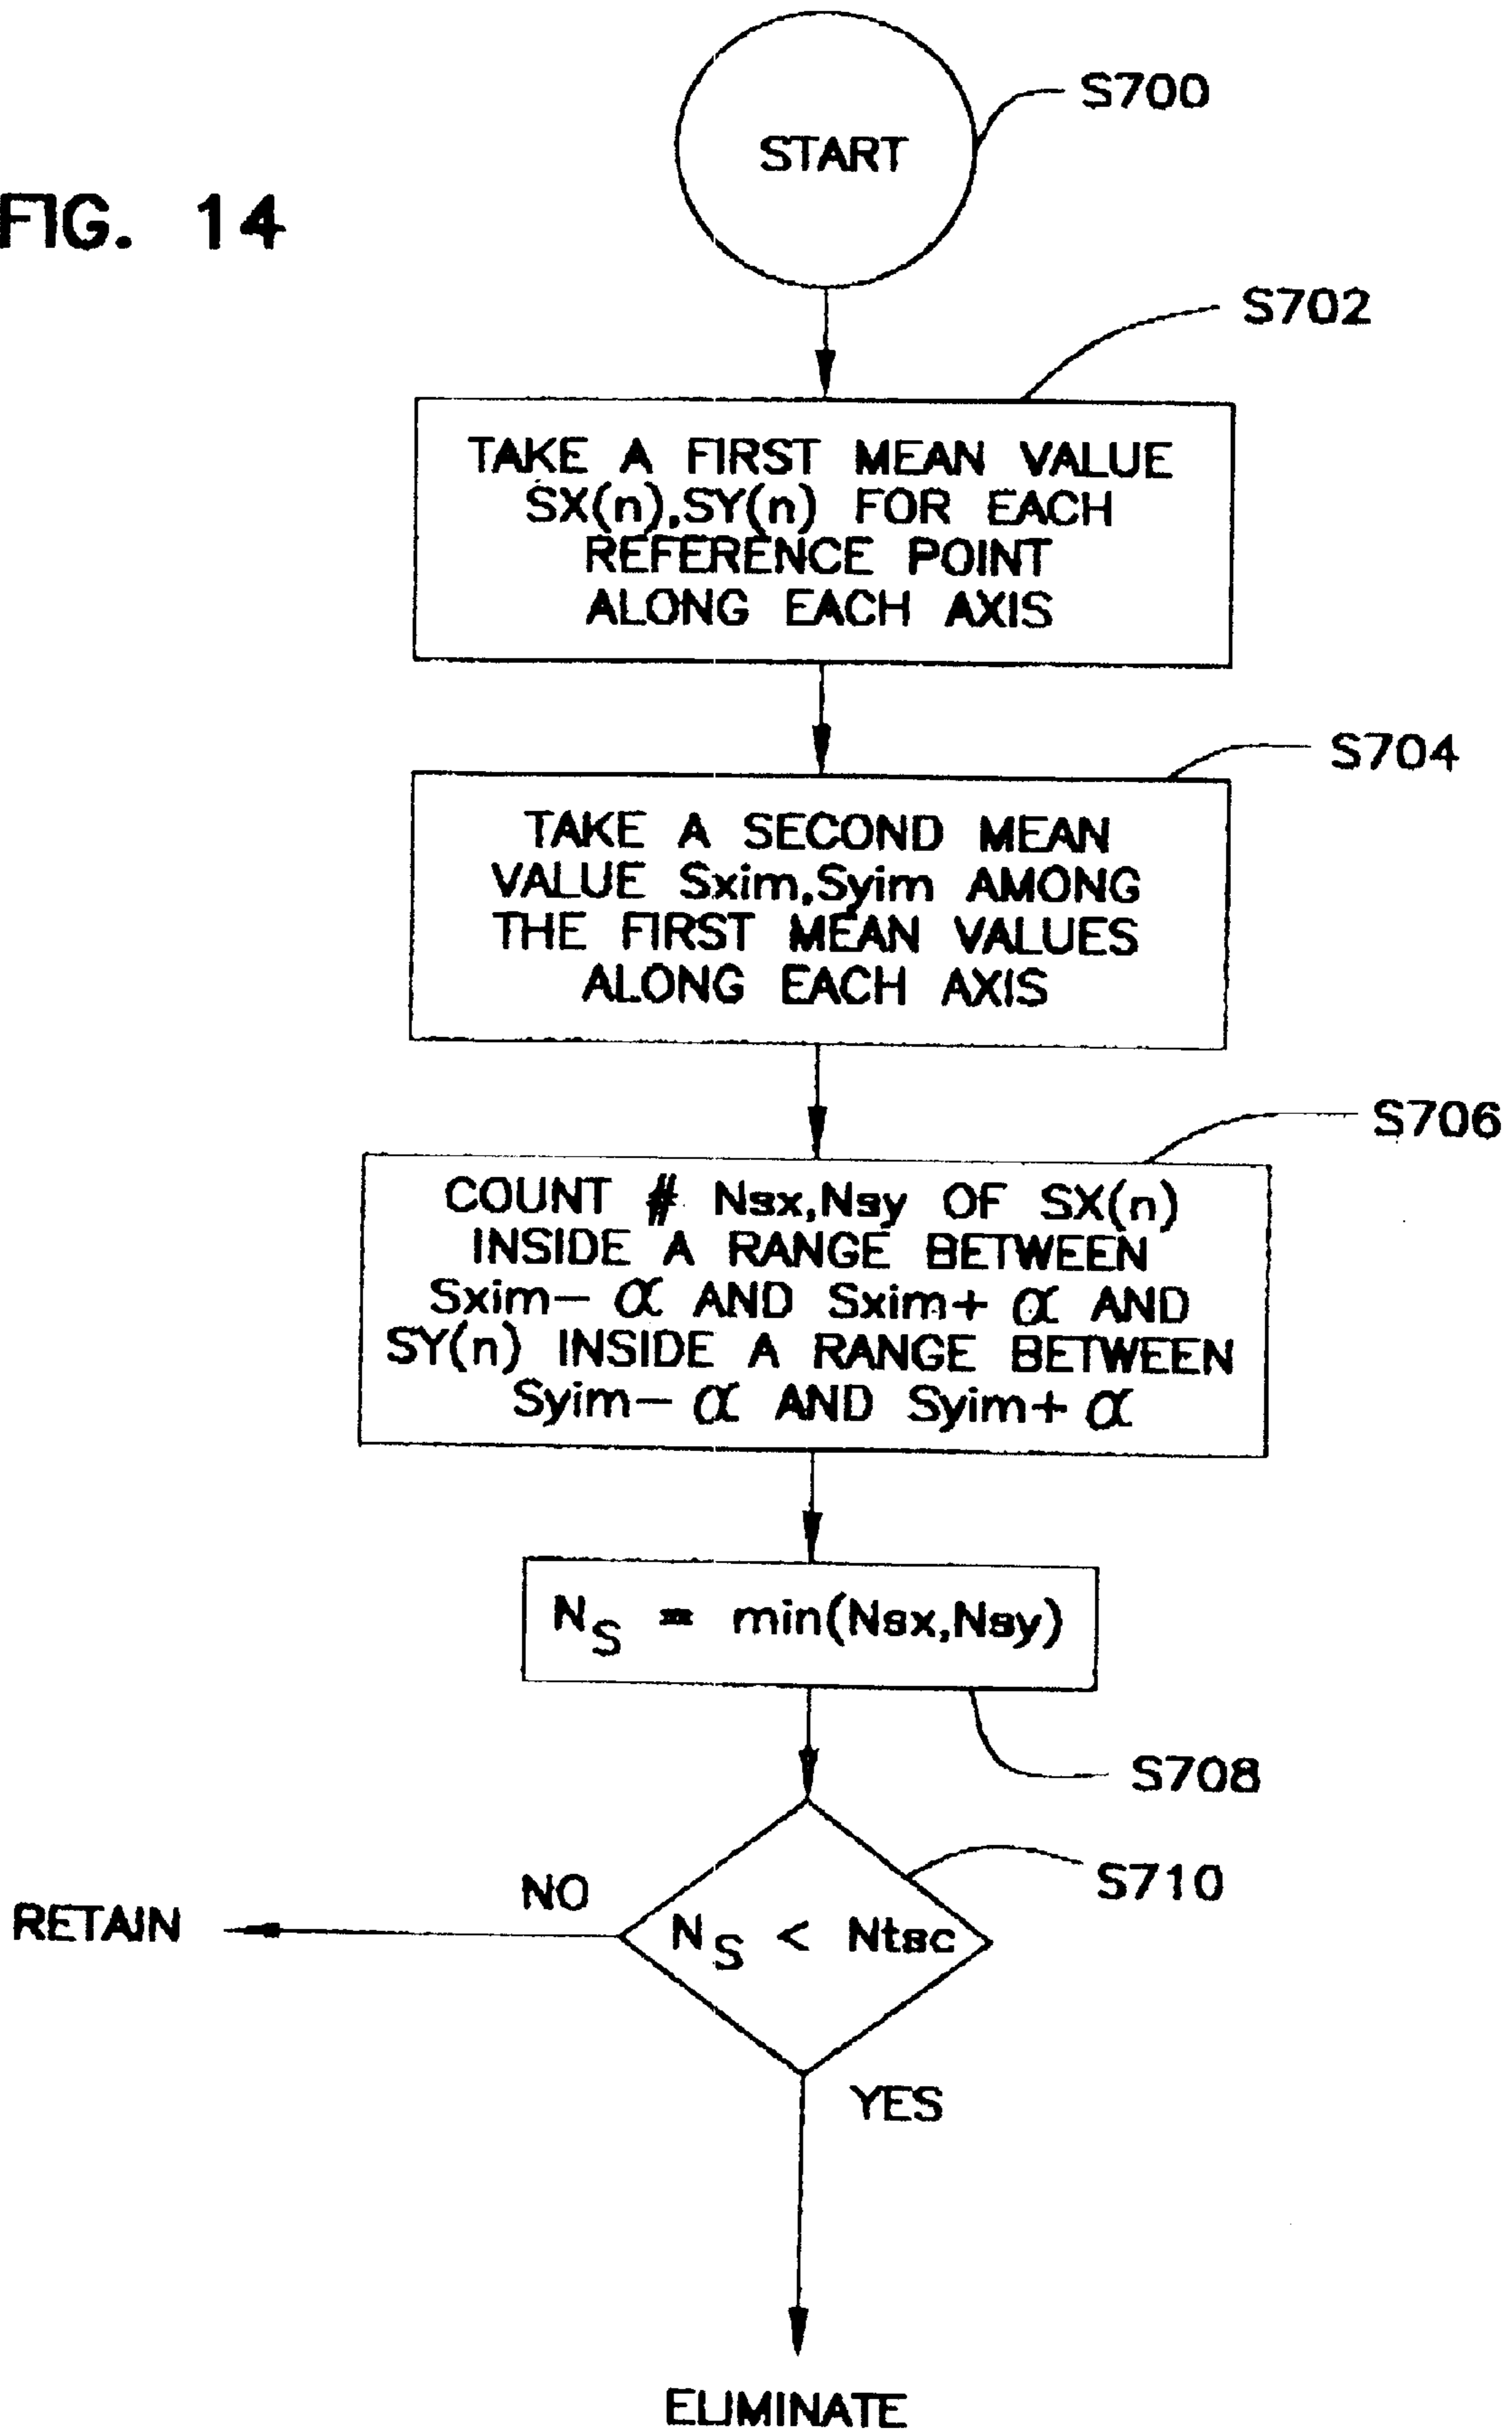 START
S700
FIG. 14
S702
TAKE A FIRST MEAN VALUE
SX(n),SY(n) FOR EACH
REFERENCE POINT
ALONG EACH AXIS
S704
TAKE A SECOND MEAN
VALUE Sxim,Syim AMONG
THE FIRST MEAN VALUES
ALONG EACH AXIS
S706
COUNT # Nsx,Nsy OF SX(n)
INSIDE A RANGE BETWEEN
Sxim− α AND Sxim+ α AND
SY(n) INSIDE A RANGE BETWEEN
Syim− α AND Syim+ α
N_S = min(Nsx,Nsy)
S708
S710
NO
RETAIN
N_S < Ntsc
YES
ELIMINATE